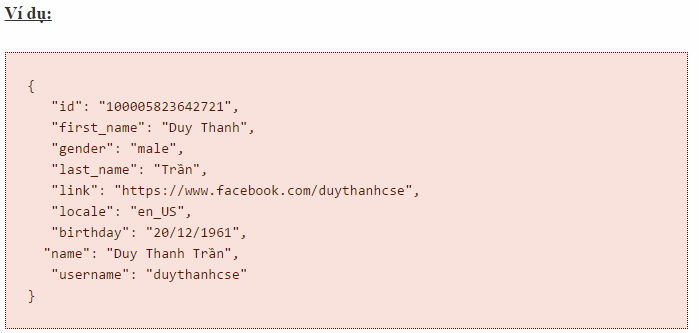 Ví dụ:
{
"id": "100005823642721",
"first_name": "Duy Thanh",
"gender": "male",
"last_name": "Trần",
"link": "https://www.facebook.com/duythanhcse",
"locale": "en_US",
"birthday": "20/12/1961",
"name": "Duy Thanh Trần",
"username": "duythanhcse"
}